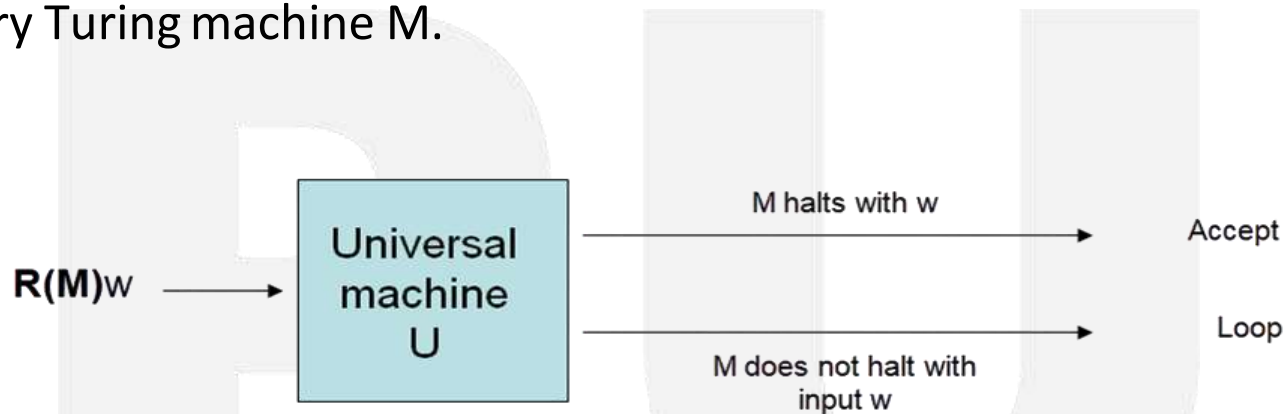 ry Turing machine M.
M halts with w
Accept
Universal
machine
U
R(M)w
Loop
M does not halt with
input w